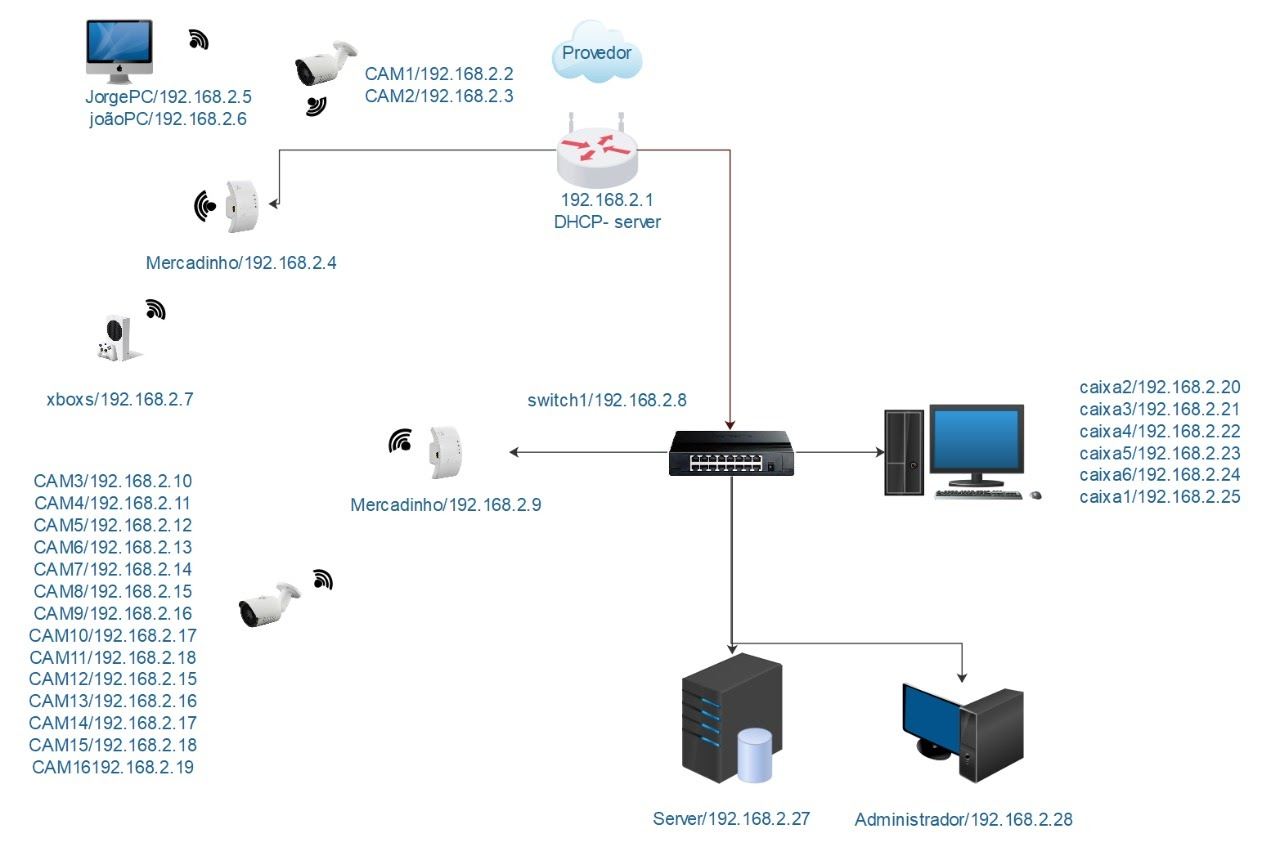 Provedor
CAM1/192.168.2.2
CAM2/192.168.2.3
JorgePC/192.168.2.5
joãoPC/192.168.2.6
192.168.2.1
DHCP- server
Mercadinho/192.168.2.4
xboxs/192.168.2.7
switch1/192.168.2.8
caixa2/192.168.2.20
caixa3/192.168.2.21
caixa4/192.168.2.22
caixa5/192.168.2.23
caixa6/192.168.2.24
caixa1/192.168.2.25
Mercadinho/192.168.2.9
CAM3/192.168.2.10
CAM4/192.168.2.11
CAM5/192.168.2.12
CAM6/192.168.2.13
CAM7/192.168.2.14
CAM8/192.168.2.15
CAM9/192.168.2.16
CAM10/192.168.2.17
CAM11/192.168.2.18
CAM12/192.168.2.15
CAM13/192.168.2.16
CAM14/192.168.2.17
CAM15/192.168.2.18
CAM16192.168.2.19
Server/192.168.2.27
Administrador/192.168.2.28